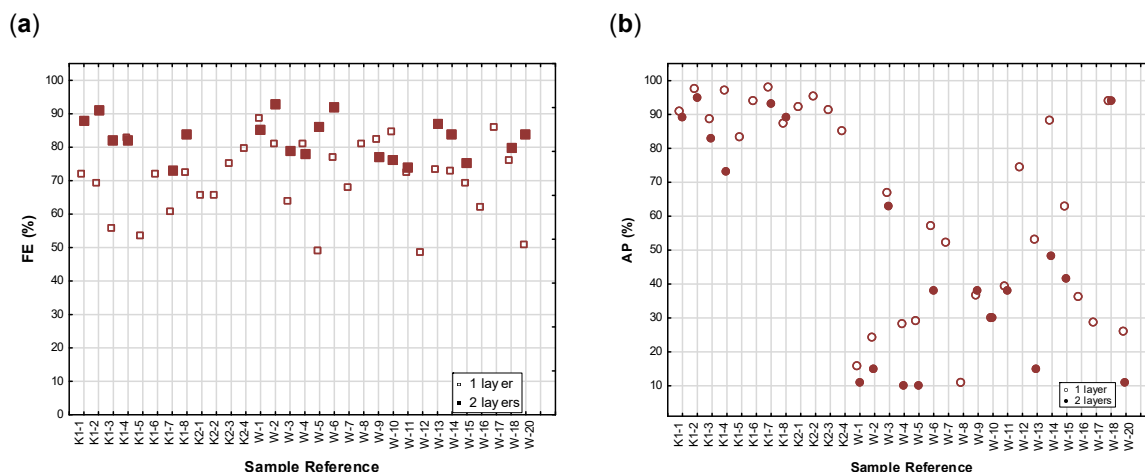 (a)
(b)
100
90
80
70
60
50
40
30
20
10
0
FE (%)
1 layer
2 layers
K1-1
K1-2
K1-3
K1-4
K1-5
K1-6
K1-7
K1-8
K2-1
K2-2
K2-3
K2-4
W-1
W-2
W-3
W-4
W-5
W-6
W-7
W-8
W-9
W-10
W-11
W-12
W-13
W-14
W-15
W-16
W-17
W-18
W-20
Sample Reference
100
90
80
70
60
50
40
30
20
10
AP (%)
1 layer
2 layers
K1-1
K1-2
K1-3
K1-4
K1-5
K1-6
K1-7
K1-8
K2-1
K2-2
K2-3
K2-4
W-1
W-2
W-3
W-4
W-5
W-6
W-7
W-8
W-9
W-10
W-11
W-12
W-13
W-14
W-15
W-16
W-17
W-18
W-20
Sample Reference